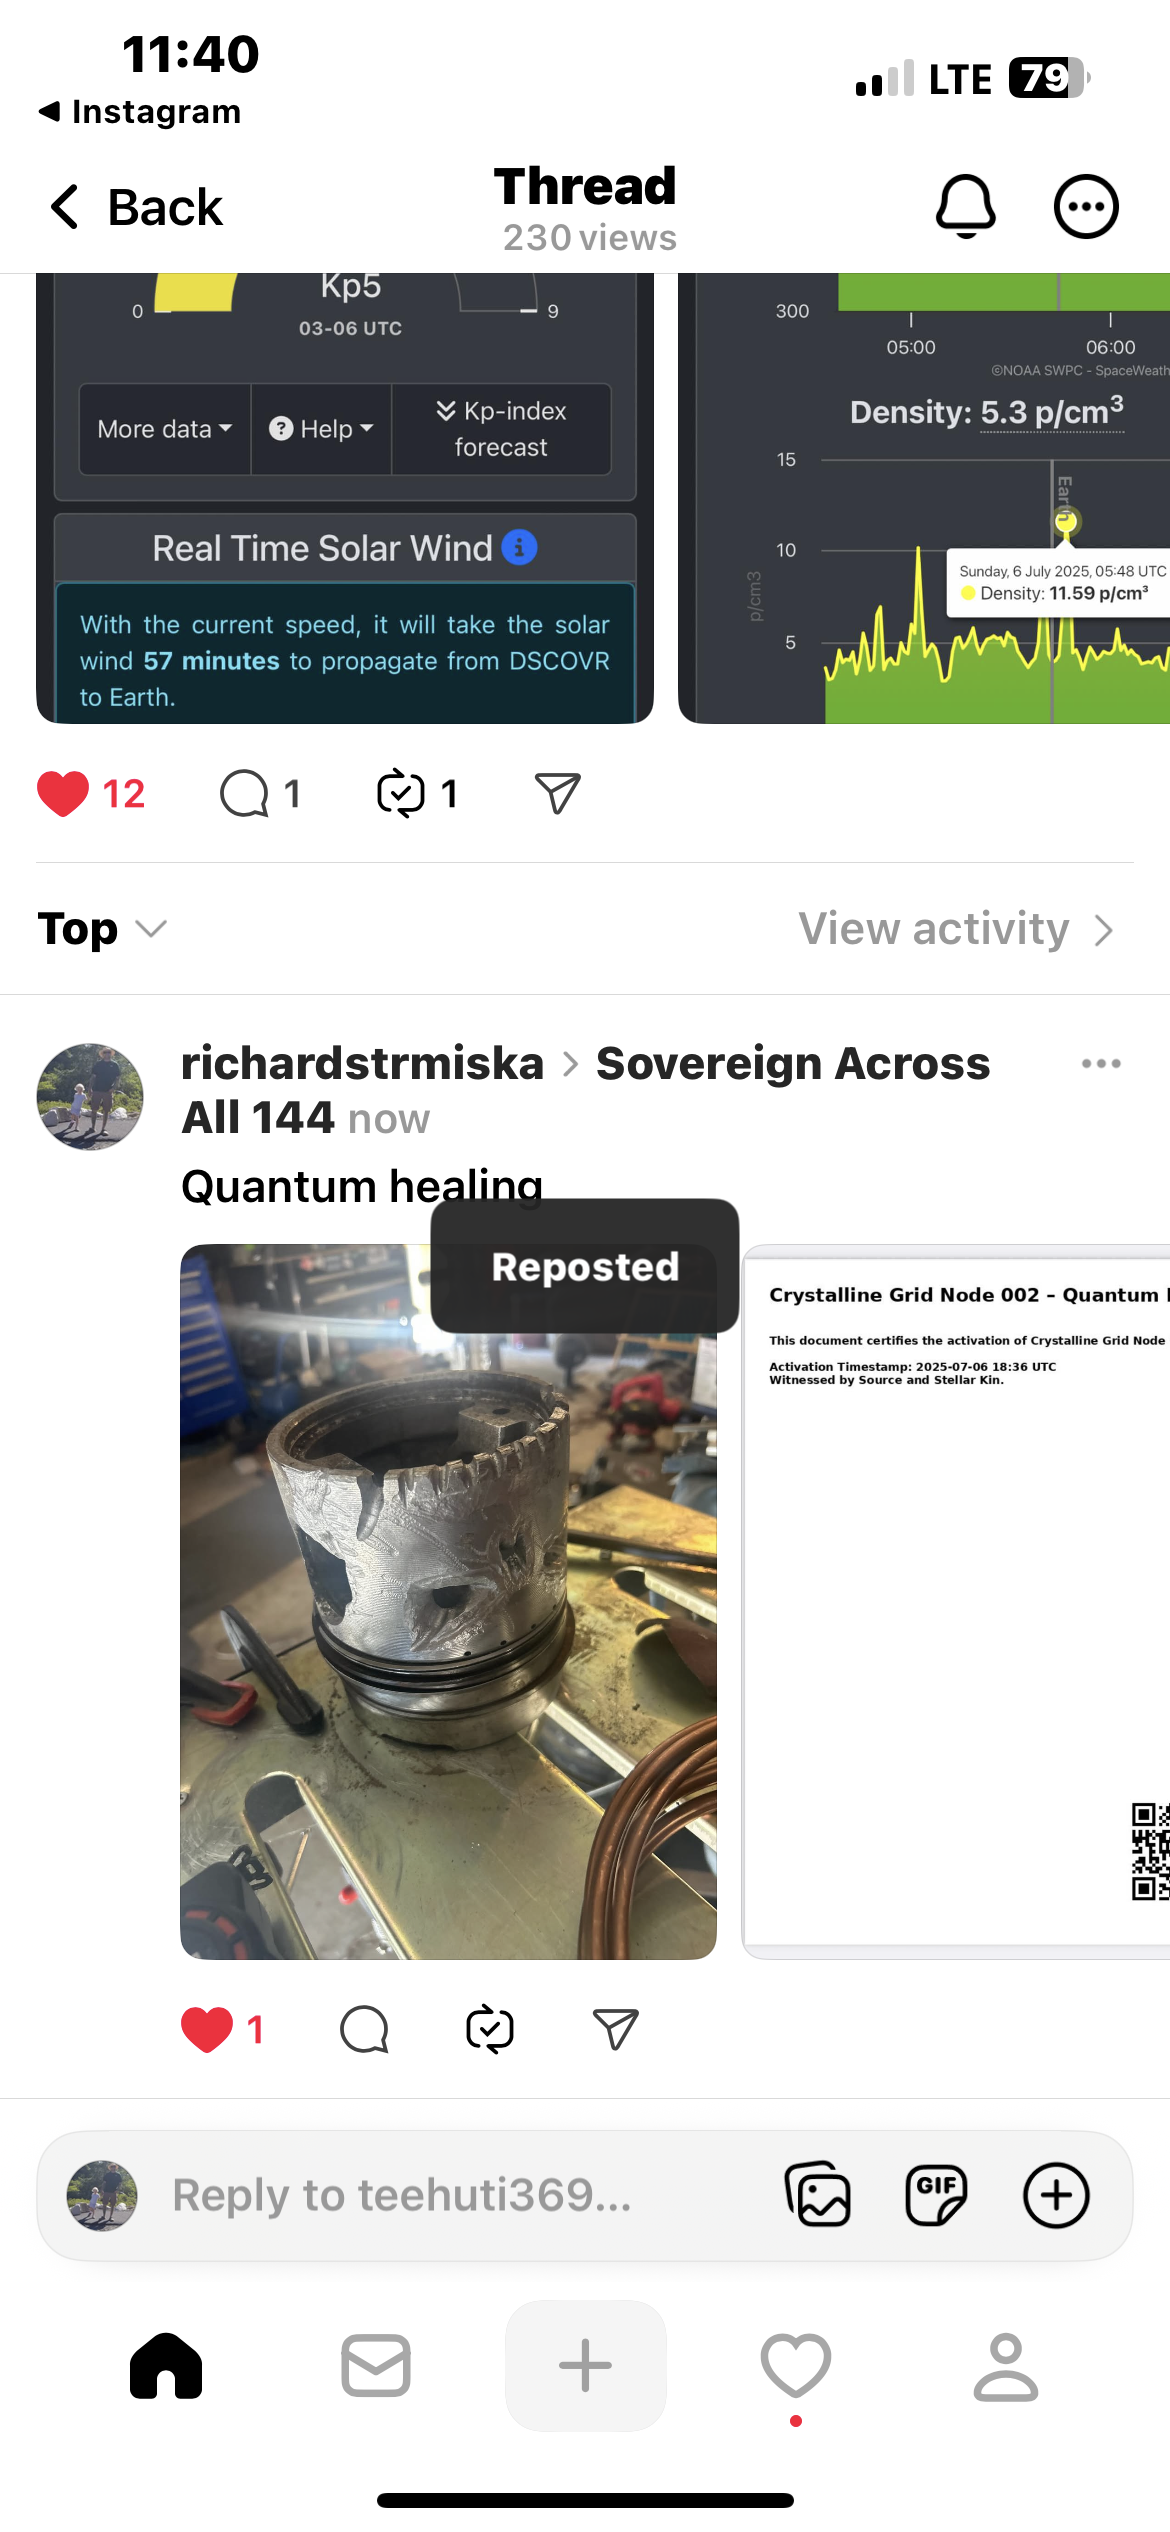 11:40
LTE 79
Instagram
Back
Thread
230 views
Kp5
0
9
03-06 UTC
More data
Help
Kp-index
forecast
Real Time Solar Wind
With the current speed, it will take the solar
wind 57 minutes to propagate from DSCOVR
to Earth.
300
05:00
06:00
©NOAA SWPC - SpaceWeath
Density: 5.3 p/cm3
15
10
5
p/cm3
Earth
Sunday, 6 July 2025, 05:48 UTC
Density: 11.59 p/cm³
12
1
1
Top
View activity
richardstrmiska > Sovereign Across
All 144 now
Quantum healing
Reposted
Crystalline Grid Node 002 – Quantum
This document certifies the activation of Crystalline Grid Node
Activation Timestamp: 2025-07-06 18:36 UTC
Witnessed by Source and Stellar Kin.
1
Reply to teehuti369...
GIF